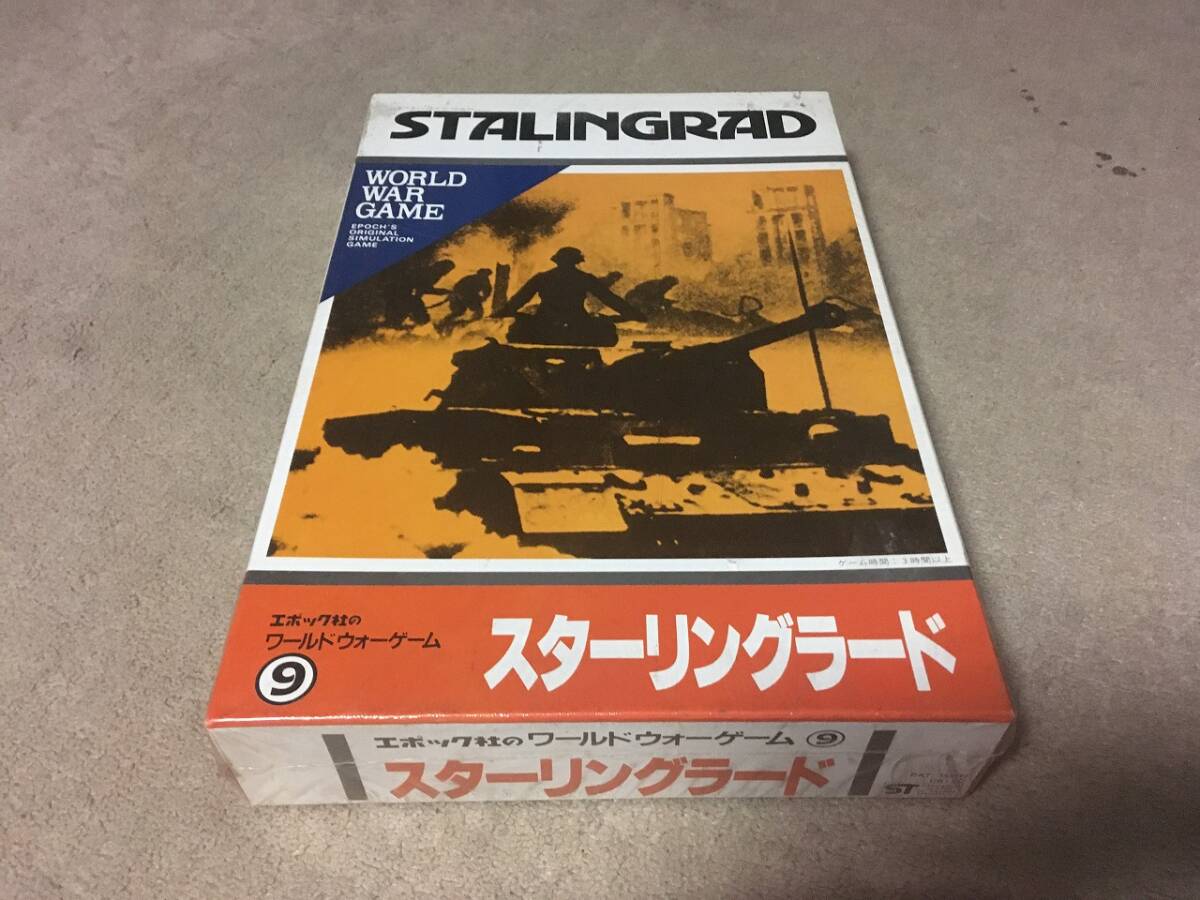 STALINGRAD
WORLD
WAR
GAME
EPOCH'S
ORIGINAL
SIMULATION
GAME
ゲーム時間:3時間以上
エポック社の
ワールドウォーゲーム
9
スターリングラード
エポック社のワールドウォーゲーム 9
スターリングラード
ST